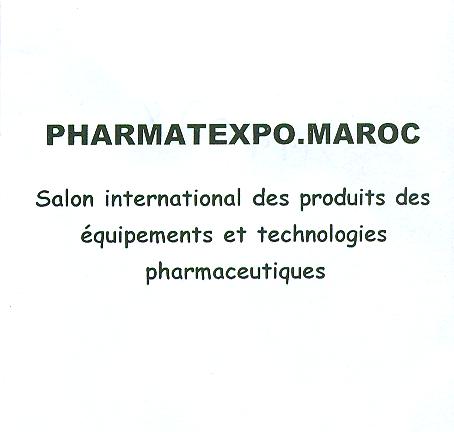 PHARMATEXPO.MAROC
Salon international des produits des
équipements et technologies
pharmaceutiques